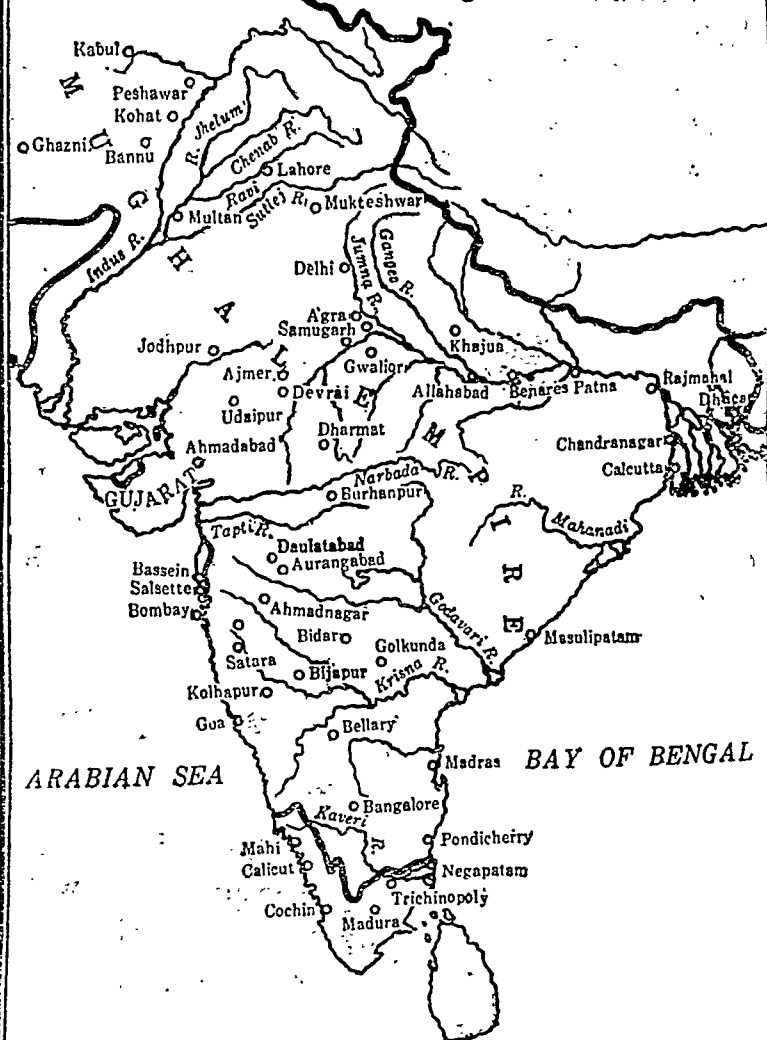 Kabul
Peshawar
Kohat
Ghazni
Bannu
R. Jhelum
Chenab R.
Lahore
Ravi
Sutlej R.
Mukteshwar
Multan
Indus R.
MUGHAL EMPIRE
Delhi
Jumna R.
Ganges R.
Agra
Samugarh
Khajua
Jodhpur
Gwalior
Ajmer
Devrai
Allahabad
Benares
Patna
Rajmahal
Dhaca
Udaipur
Dharmat
Ahmadabad
Chandranagar
Calcutta
GUJARAT
Narbada R.
Burhanpur
R. Mahanadi
Tapti R.
Daulatabad
Aurangabad
Bassein
Salsette
Bombay
Ahmadnagar
Godavari R.
Bidar
Golkunda
Masulipatam
Satara
Bijapur
Krisna R.
Kolhapur
Goa
Bellary
ARABIAN SEA
BAY OF BENGAL
Madras
Bangalore
Kaveri R.
Pondicherry
Mahi
Calicut
Negapatam
Trichinopoly
Cochin
Madura